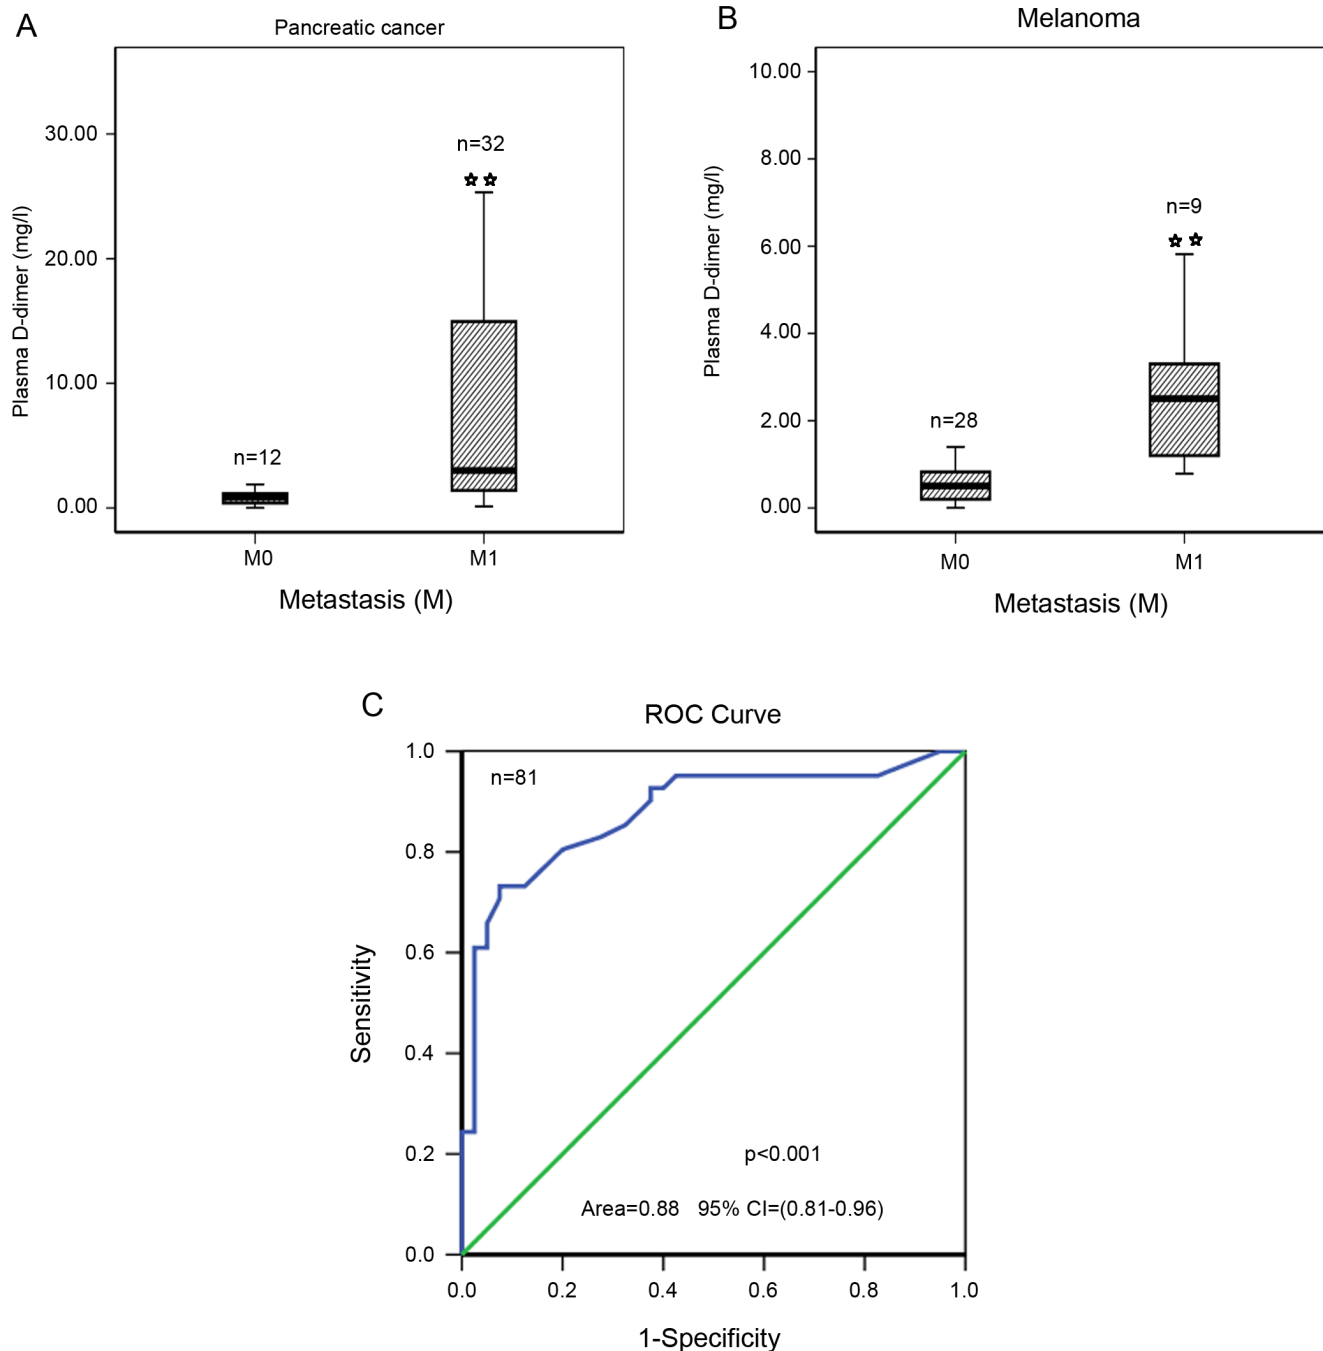 A
Pancreatic cancer
Plasma D-dimer (mg/l)
30.00
20.00
10.00
0.00
n=12
n=32
M0
M1
Metastasis (M)
B
Melanoma
Plasma D-dimer (mg/l)
10.00
8.00
6.00
4.00
2.00
0.00
n=28
n=9
M0
M1
Metastasis (M)
C
ROC Curve
Sensitivity
1.0
0.8
0.6
0.4
0.2
0.0
n=81
p<0.001
Area=0.88 95% CI=(0.81-0.96)
0.0 0.2 0.4 0.6 0.8 1.0
1-Specificity